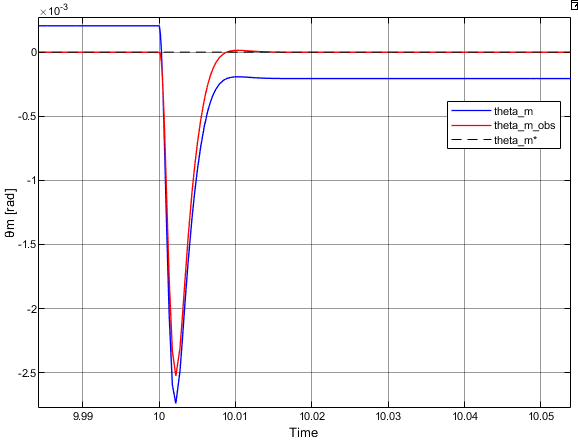 ×10⁻³
0
-0.5
-1
-1.5
-2
-2.5
θm [rad]
theta_m
theta_m_obs
theta_m*
9.99 10 10.01 10.02 10.03 10.04 10.05
Time